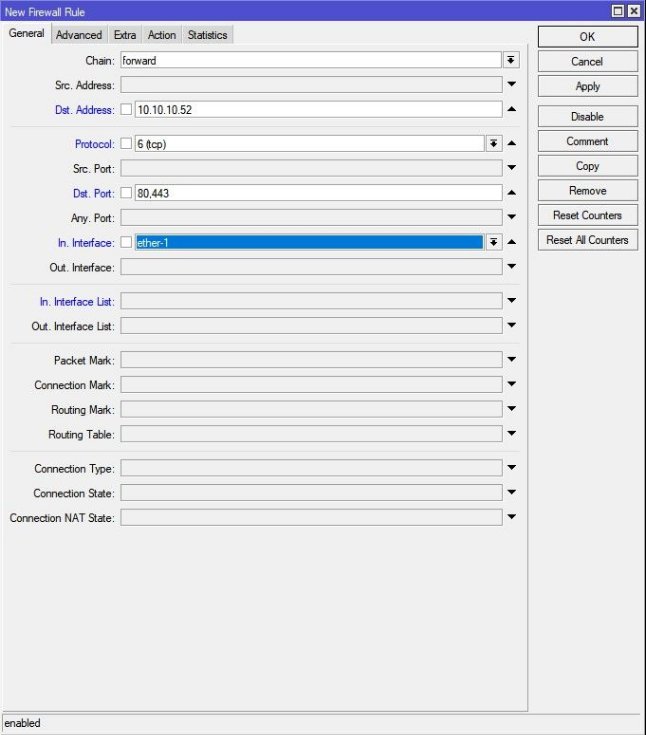 New Firewall Rule
General Advanced Extra Action Statistics
Chain: forward
Src. Address:
Dst. Address: 10.10.10.52
Protocol: 6 (tcp)
Src. Port:
Dst. Port: 80,443
Any. Port:
In. Interface: ether-1
Out. Interface:
In. Interface List:
Out. Interface List:
Packet Mark:
Connection Mark:
Routing Mark:
Routing Table:
Connection Type:
Connection State:
Connection NAT State:
OK
Cancel
Apply
Disable
Comment
Copy
Remove
Reset Counters
Reset All Counters
enabled